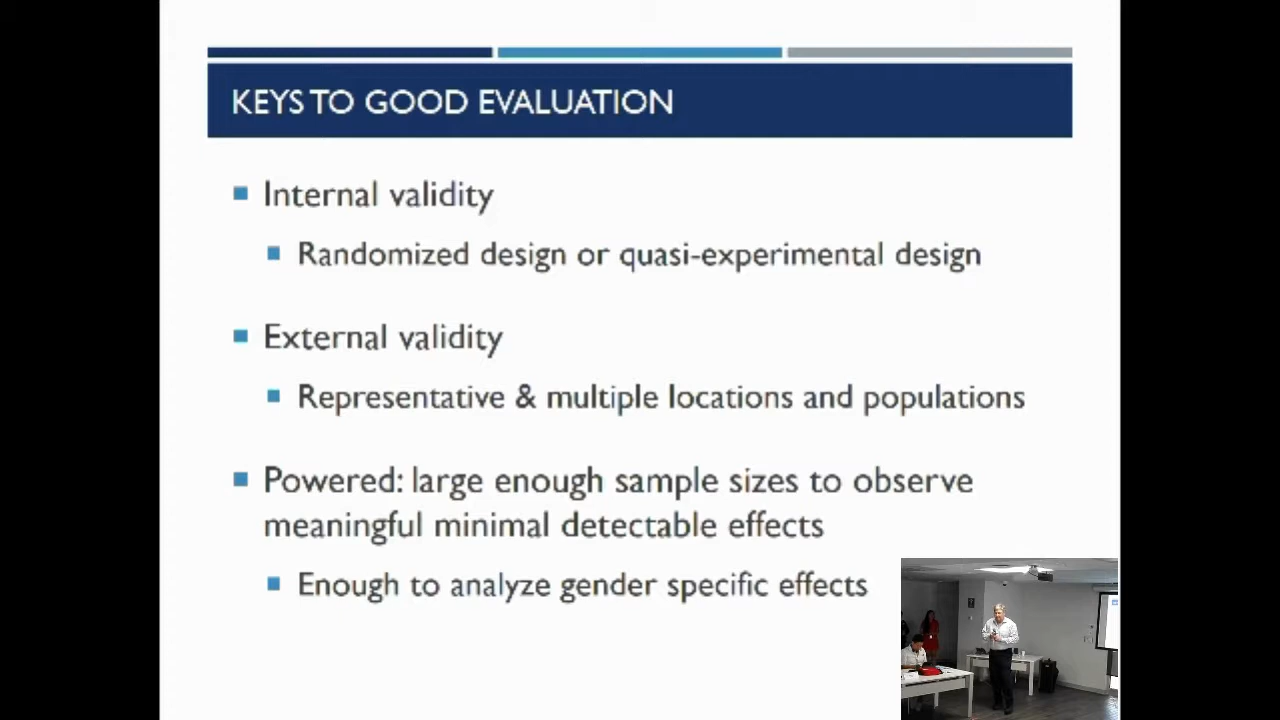 KEYS TO GOOD EVALUATION
Internal validity
Randomized design or quasi-experimental design
External validity
Representative & multiple locations and populations
Powered: large enough sample sizes to observe
meaningful minimal detectable effects
Enough to analyze gender specific effects